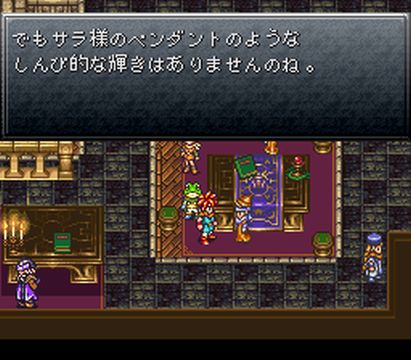 でもサラ様のペンダントのような
しんぴ的な輝きはありませんのね。